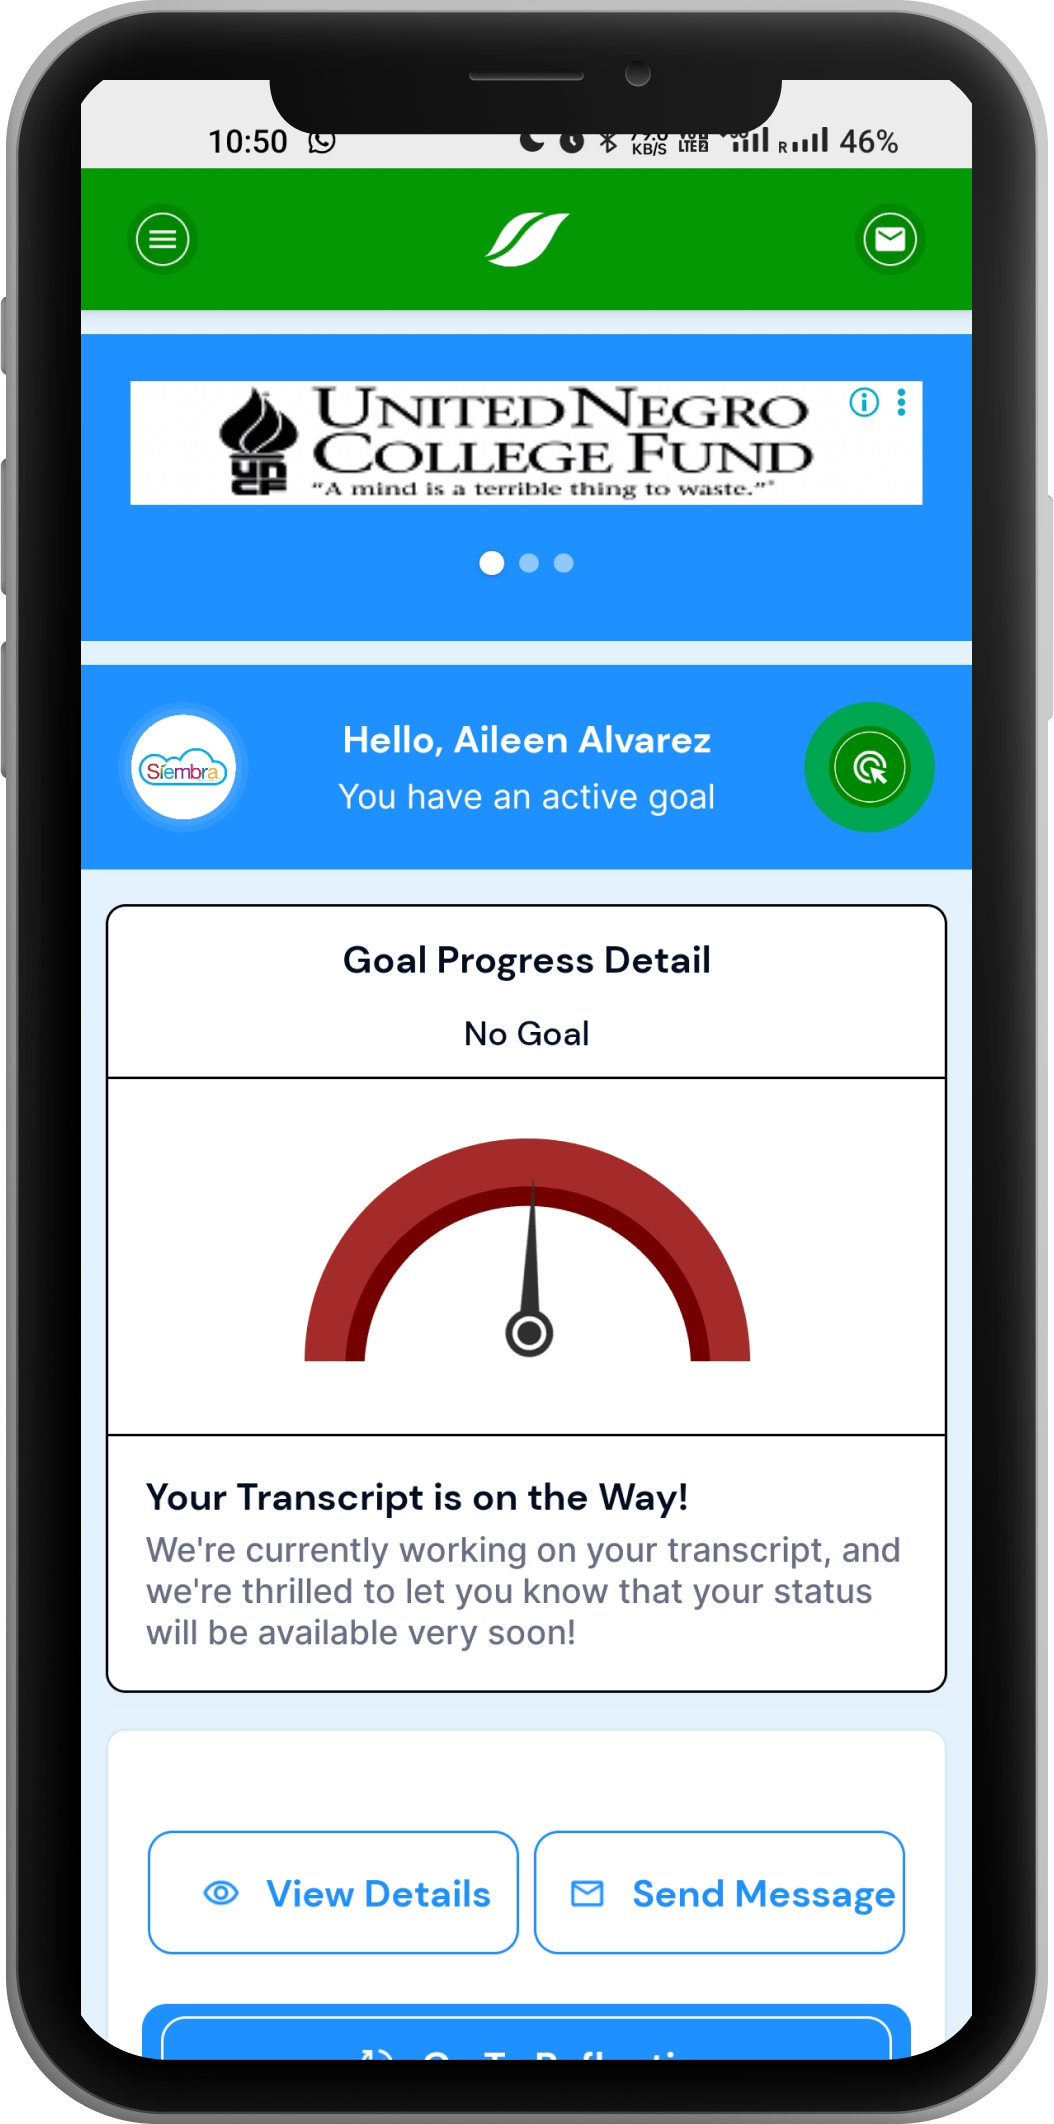 10:50
KB/S
LTE2
R
46%
UNITED NEGRO
COLLEGE FUND
UNCF
“A mind is a terrible thing to waste.”®
Siembra
Hello, Aileen Alvarez
You have an active goal
Goal Progress Detail
No Goal
Your Transcript is on the Way!
We're currently working on your transcript, and
we're thrilled to let you know that your status
will be available very soon!
View Details
Send Message